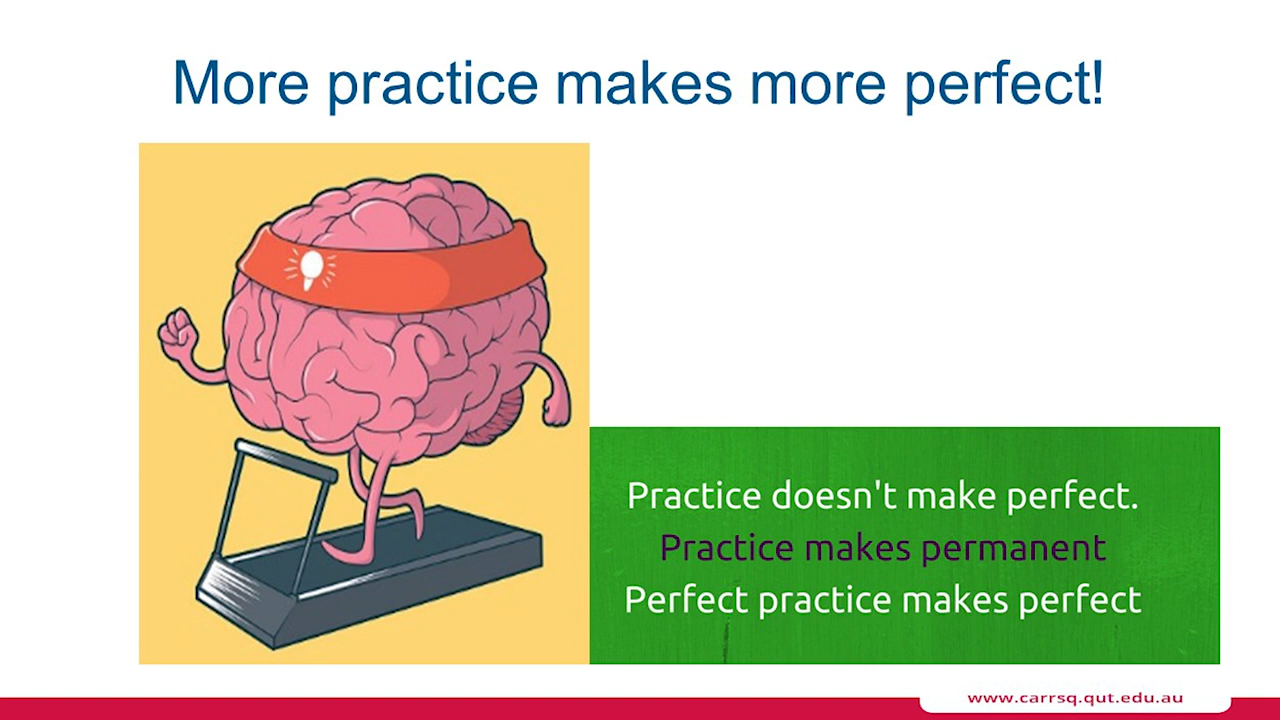 More practice makes more perfect!
Practice doesn't make perfect.
Practice makes permanent
Perfect practice makes perfect
www.carrsq.qut.edu.au